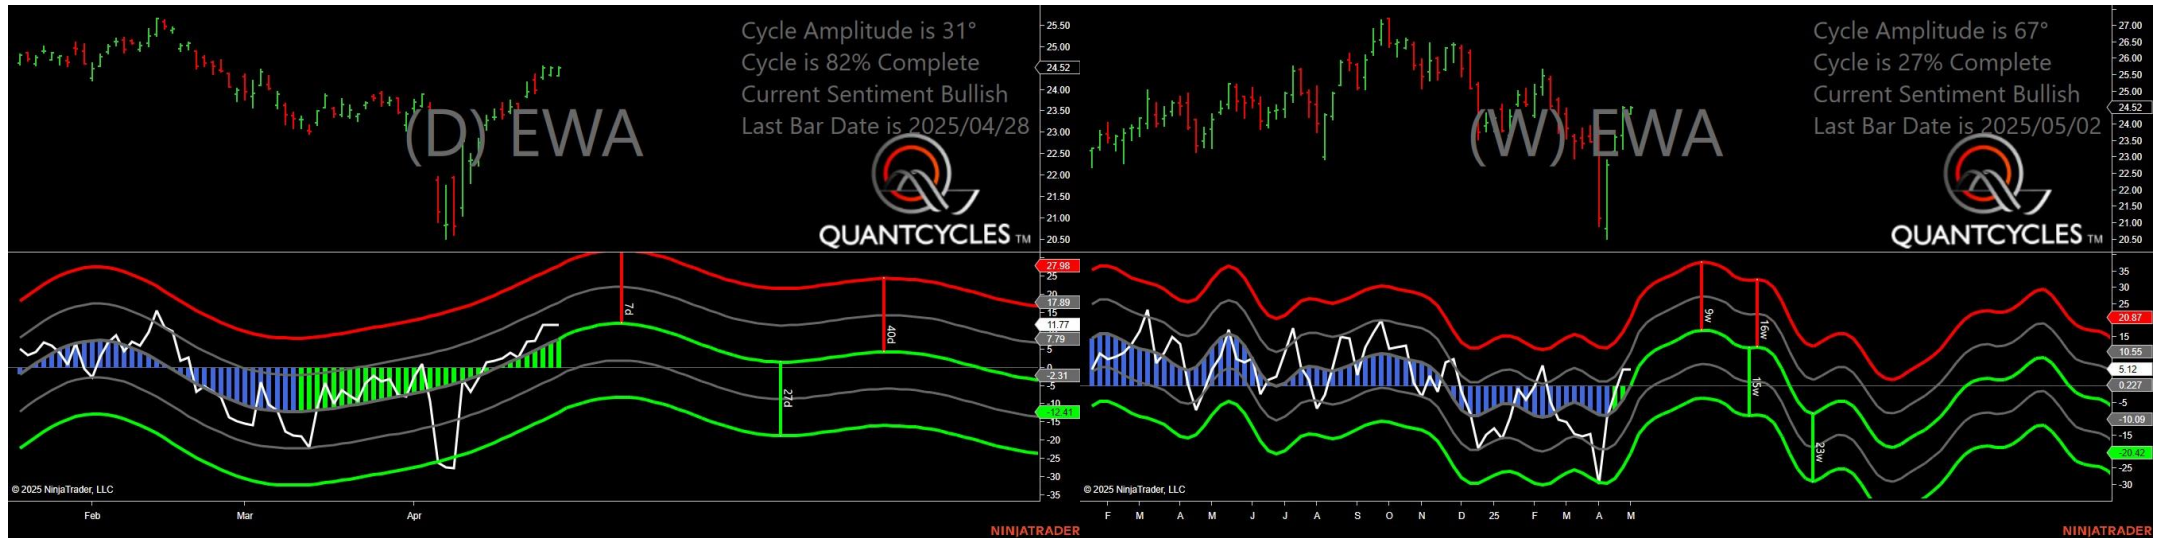 Cycle Amplitude is 31°
Cycle is 82% Complete
Current Sentiment Bullish
Last Bar Date is 2025/04/28
(D) EWA
QUANTCYCLES TM
25.50
25.00
24.52
24.00
23.50
23.00
22.50
22.00
21.50
21.00
20.50
27.98
25
20
17.89
15
11.77
7.79
5
0
-2.31
-5
-10
-12.41
-15
-20
-25
-30
-35
7d
40d
27d
© 2025 NinjaTrader, LLC
Feb Mar Apr
NINJATRADER
Cycle Amplitude is 67°
Cycle is 27% Complete
Current Sentiment Bullish
Last Bar Date is 2025/05/02
(W) EWA
QUANTCYCLES TM
27.00
26.50
26.00
25.50
25.00
24.52
24.00
23.50
23.00
22.50
22.00
21.50
21.00
20.50
35
30
25
20.87
15
10.55
5.12
0.227
-5
-10.09
-15
-20.42
-25
-30
9w
16w
15w
23w
© 2025 NinjaTrader, LLC
F M A M J J A S O N D 25 F M A M
NINJATRADER